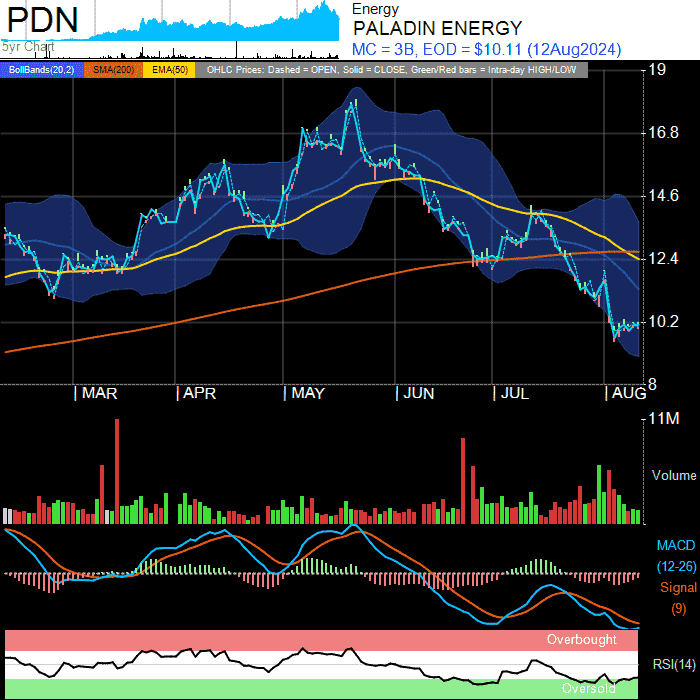 PDN
5yr Chart
Energy
PALADIN ENERGY
MC = 3B, EOD = $10.11 (12Aug2024)
BollBands(20,2) SMA(200) EMA(50) OHLC Prices: Dashed = OPEN, Solid = CLOSE, Green/Red bars = Intra-day HIGH/LOW
19
16.8
14.6
12.4
10.2
8
| MAR | APR | MAY | JUN | JUL | AUG
11M
Volume
MACD
(12-26)
Signal
(9)
Overbought
RSI(14)
Oversold